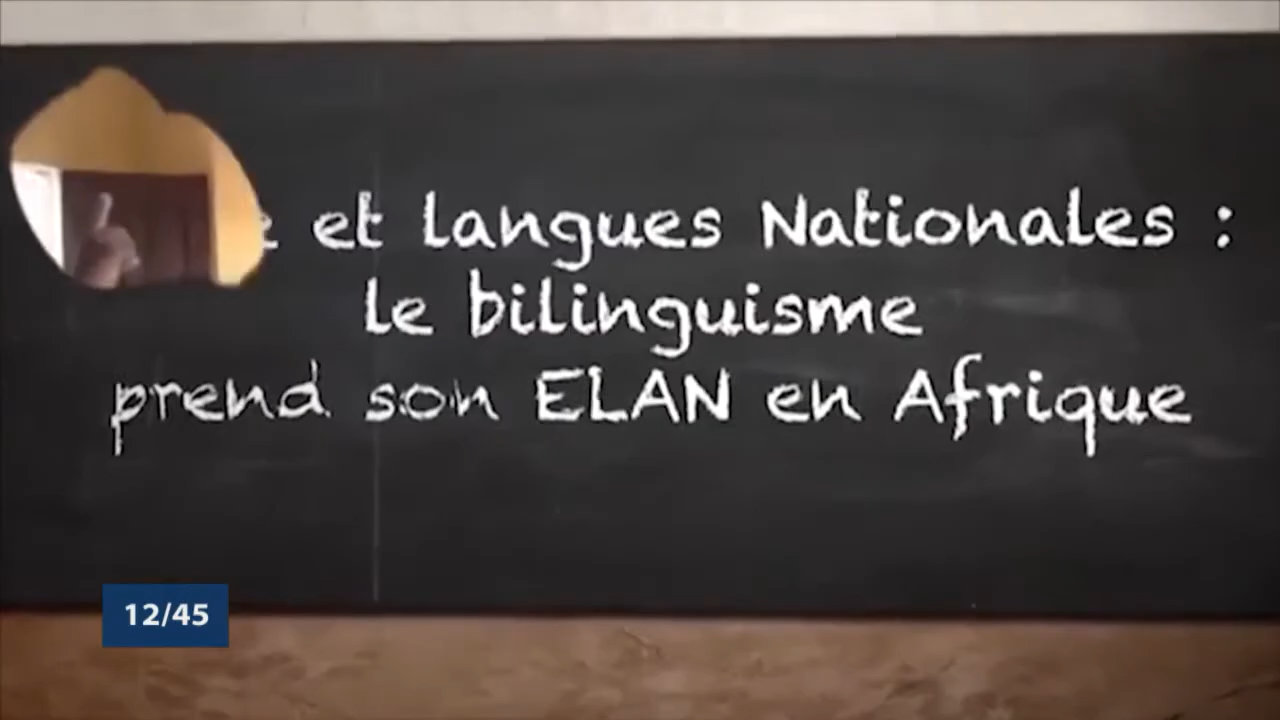 et langues Nationales :
le bilinguisme
prend son ELAN en Afrique
12/45